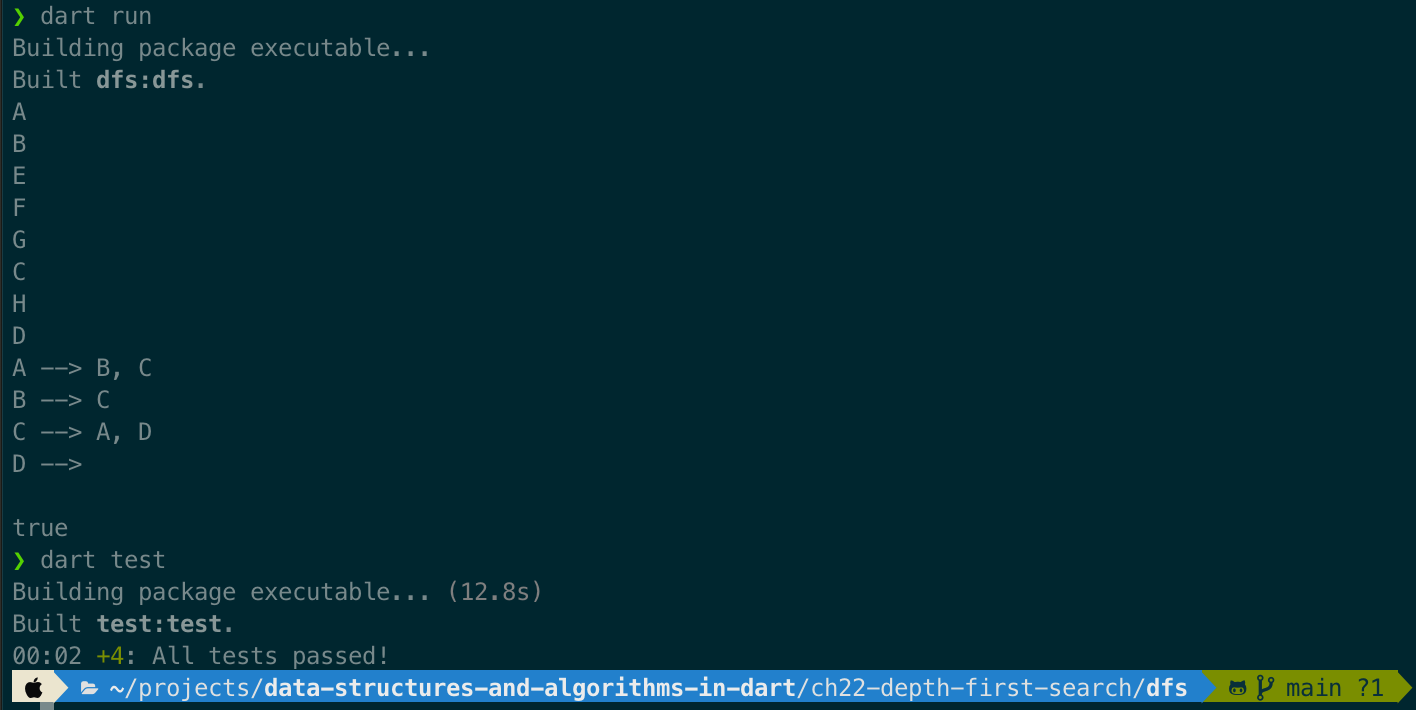 ❯ dart run
Building package executable...
Built dfs:dfs.
A
B
E
F
G
C
H
D
A --> B, C
B --> C
C --> A, D
D -->
true
❯ dart test
Building package executable... (12.8s)
Built test:test.
00:02 +4: All tests passed!
~/projects/data-structures-and-algorithms-in-dart/ch22-depth-first-search/dfs main ?1